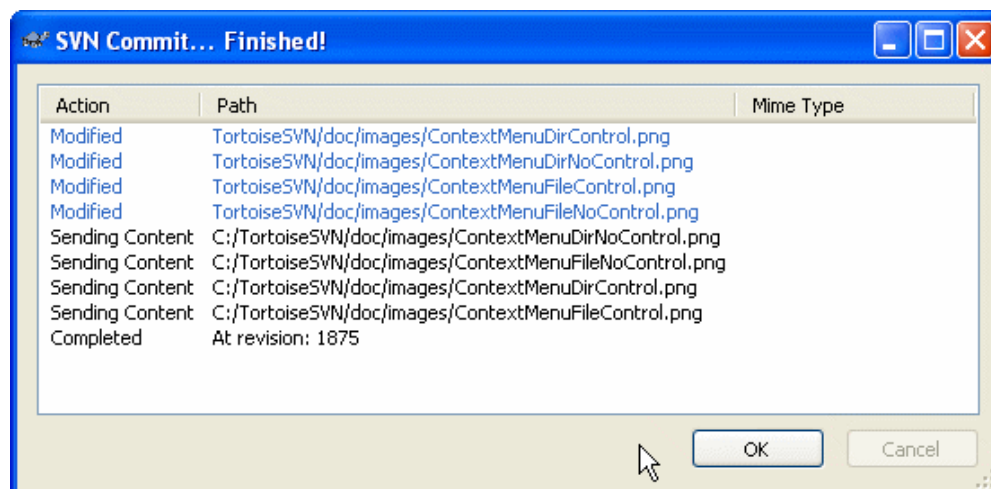 SVN Commit... Finished!
Action Path Mime Type
Modified TortoiseSVN/doc/images/ContextMenuDirControl.png
Modified TortoiseSVN/doc/images/ContextMenuDirNoControl.png
Modified TortoiseSVN/doc/images/ContextMenuFileControl.png
Modified TortoiseSVN/doc/images/ContextMenuFileNoControl.png
Sending Content C:/TortoiseSVN/doc/images/ContextMenuDirNoControl.png
Sending Content C:/TortoiseSVN/doc/images/ContextMenuFileNoControl.png
Sending Content C:/TortoiseSVN/doc/images/ContextMenuDirControl.png
Sending Content C:/TortoiseSVN/doc/images/ContextMenuFileControl.png
Completed At revision: 1875
OK Cancel